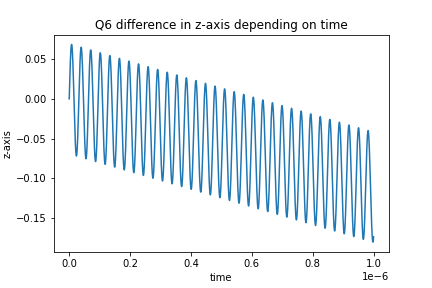 Q6 difference in z-axis depending on time
z-axis
0.05
0.00
−0.05
−0.10
−0.15
0.0 0.2 0.4 0.6 0.8 1.0
1e−6
time